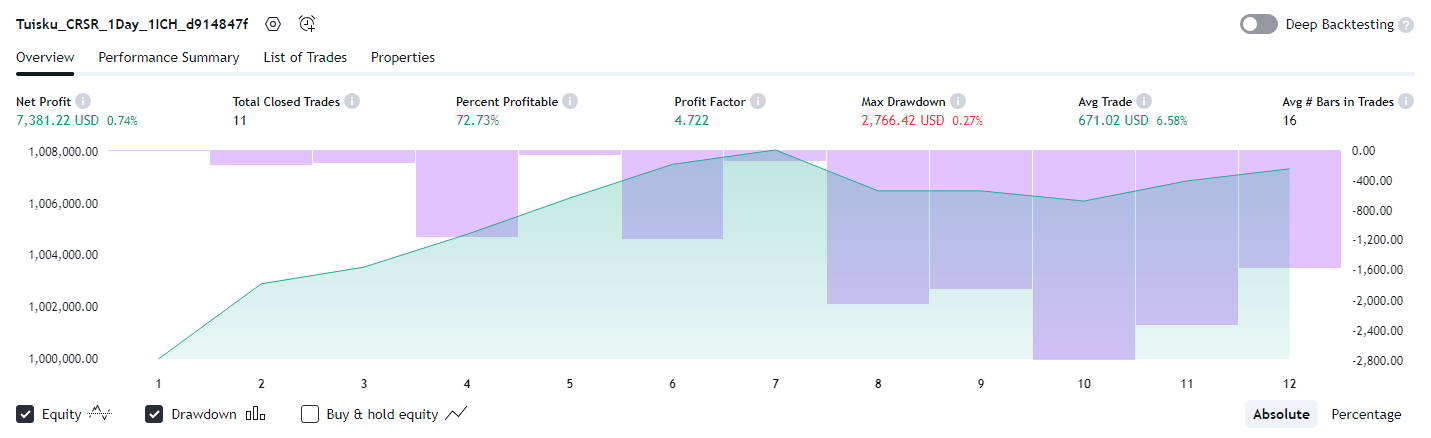 Tuisku_CRSR_1Day_1ICH_d914847f
Deep Backtesting ?
Overview Performance Summary List of Trades Properties
Net Profit Total Closed Trades Percent Profitable Profit Factor Max Drawdown Avg Trade Avg # Bars in Trades
7,381.22 USD 0.74% 11 72.73% 4.722 2,766.42 USD 0.27% 671.02 USD 6.58% 16
1,008,000.00 0.00
-400.00
1,006,000.00 -800.00
1,004,000.00 -1,200.00
-1,600.00
1,002,000.00 -2,000.00
-2,400.00
1,000,000.00 -2,800.00
1 2 3 4 5 6 7 8 9 10 11 12
Equity Drawdown Buy & hold equity Absolute Percentage